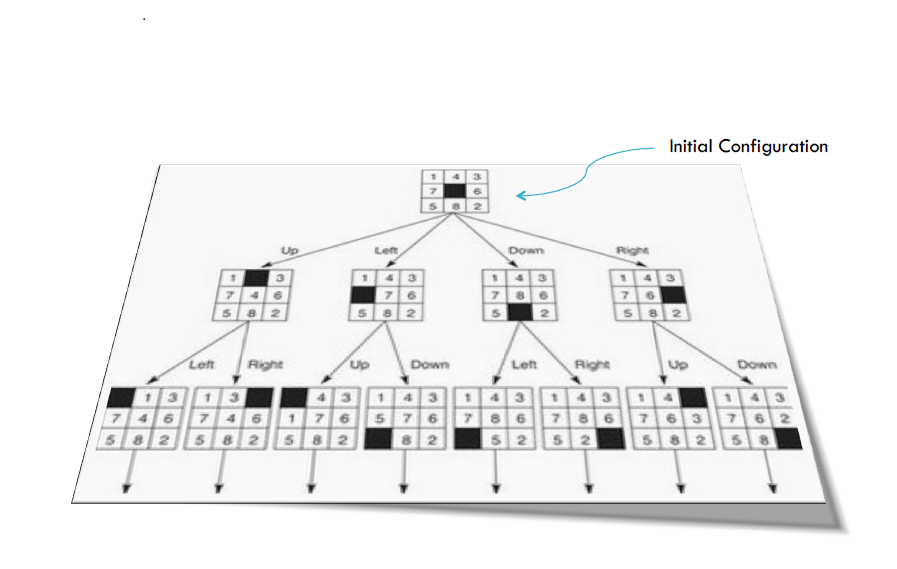 Initial Configuration
1 4 3
7 6
5 8 2
Up Left Down Right
1 3 1 4 3 1 4 3 1 4 3
7 4 6 7 6 7 8 6 7 6
5 8 2 5 8 2 5 2 5 8 2
Left Right Up Down Left Right Up Down
1 3 1 3 4 3 1 4 3 1 4 3 1 4 3 1 4 1 4 3
7 4 6 7 4 6 1 7 6 5 7 6 7 8 6 7 8 6 7 6 3 7 6 2
5 8 2 5 8 2 5 8 2 8 2 5 2 5 2 5 8 2 5 8